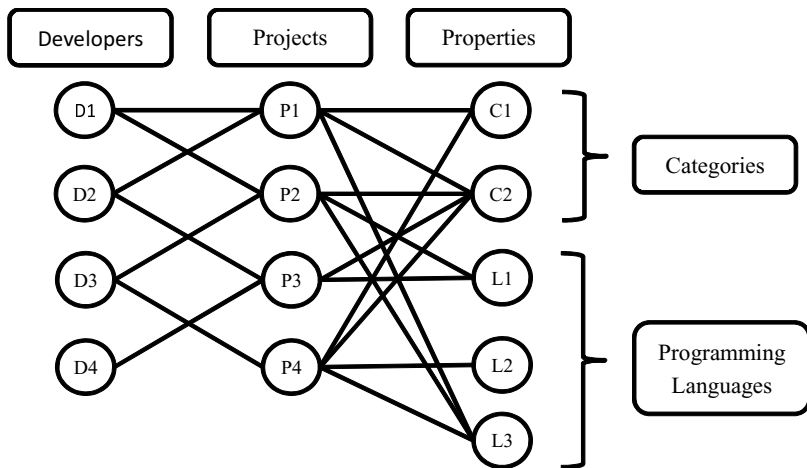 Developers
Projects
Properties
D1
P1
C1
D2
P2
C2
Categories
D3
P3
L1
D4
P4
L2
Programming
Languages
L3